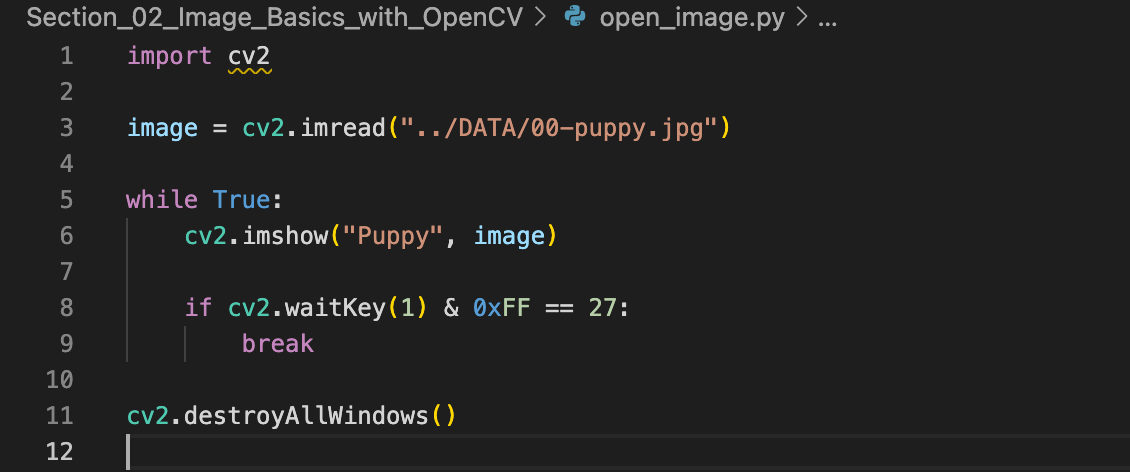 Section_02_Image_Basics_with_OpenCV > open_image.py > ...
1 import cv2
2
3 image = cv2.imread("../DATA/00-puppy.jpg")
4
5 while True:
6     cv2.imshow("Puppy", image)
7
8     if cv2.waitKey(1) & 0xFF == 27:
9         break
10
11 cv2.destroyAllWindows()
12